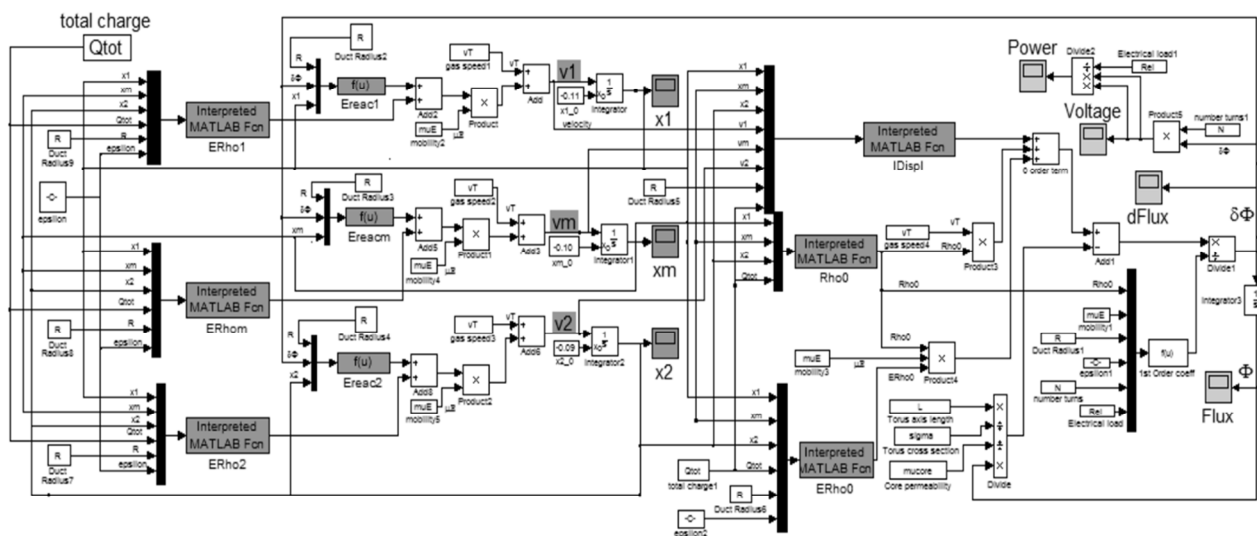 total charge
Qtot
x1
xm
x2
Qtot
R
epsilon
R
Duct Radius9
-C-
epsilon
Interpreted
MATLAB Fcn
ERho1
x1
xm
x2
Qtot
R
epsilon
R
Duct Radius8
Interpreted
MATLAB Fcn
ERhom
x1
xm
x2
Qtot
R
epsilon
R
Duct Radius7
Interpreted
MATLAB Fcn
ERho2
R
Duct Radius2
R
δΦ
x1
f(u)
Ereac1
Add2
muE
mobility2
Product
vT
gas speed1
vT
Add
v1
-0.11
x1_0
velocity
Integrator
x1
R
Duct Radius3
R
δΦ
xm
f(u)
Ereacm
Add5
muE
mobility4
Product1
vT
gas speed2
vT
Add3
vm
-0.10
xm_0
Integrator1
xm
R
Duct Radius4
R
δΦ
x2
f(u)
Ereac2
Add8
muE
mobility5
Product2
vT
gas speed3
vT
Add6
v2
-0.09
x2_0
Integrator2
x2
x1
xm
x2
v1
vm
v2
R
Duct Radius5
Interpreted
MATLAB Fcn
IDispl
x1
xm
x2
Qtot
Interpreted
MATLAB Fcn
Rho0
muE
mobility3
x1
xm
x2
Qtot
Qtot
total charge1
R
Duct Radius6
-C-
epsilon2
Interpreted
MATLAB Fcn
ERho0
vT
gas speed4
vT
Rho0
Product3
Rho0
ERho0
Product4
L
Torus axis length
sigma
Torus cross section
mucore
Core permeability
Divide
Power
Divide2
Electrical load1
Rel
Voltage
Product5
number turns1
N
δΦ
0 order term
dFlux
δΦ
Add1
Divide1
Integrator3
Rho0
muE
mobility1
R
Duct Radius1
-C-
epsilon1
N
number turns
Rel
Electrical load
f(u)
1st Order coeff
Φ
Flux